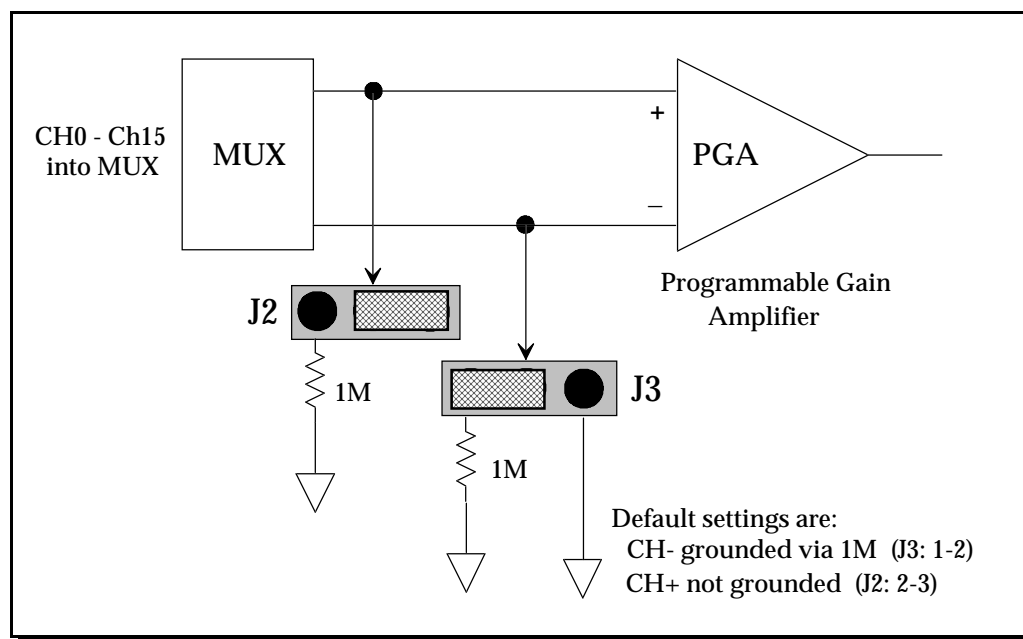 CH0 - Ch15
into MUX
MUX
+
PGA
–
Programmable Gain
Amplifier
J2
1M
J3
1M
Default settings are:
CH- grounded via 1M (J3: 1-2)
CH+ not grounded (J2: 2-3)